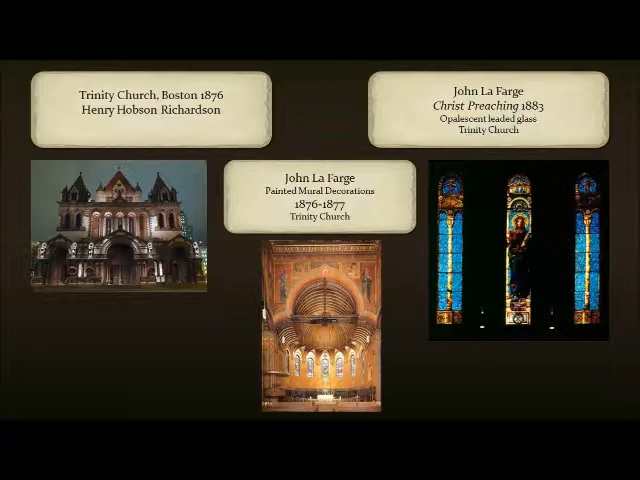 Trinity Church, Boston 1876
Henry Hobson Richardson
John La Farge
Christ Preaching 1883
Opalescent leaded glass
Trinity Church
John La Farge
Painted Mural Decorations
1876-1877
Trinity Church